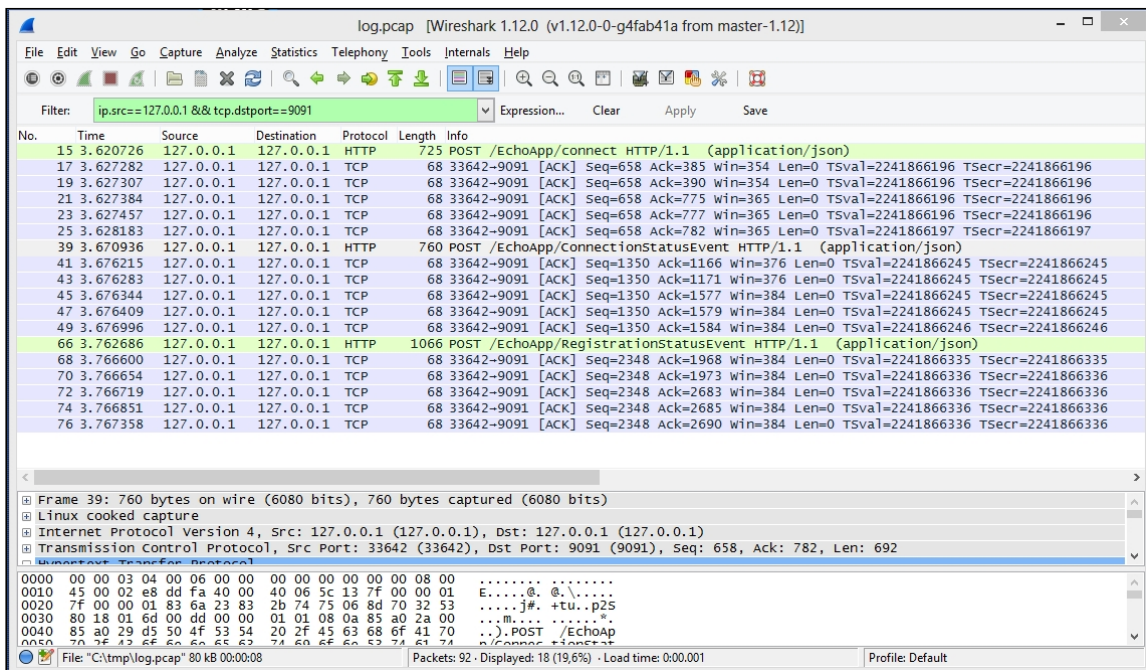 log.pcap [Wireshark 1.12.0 (v1.12.0-0-g4fab41a from master-1.12)]
File Edit View Go Capture Analyze Statistics Telephony Tools Internals Help
Filter: ip.src==127.0.0.1 && tcp.dstport==9091 Expression... Clear Apply Save
No. Time Source Destination Protocol Length Info
15 3.620726 127.0.0.1 127.0.0.1 HTTP 725 POST /EchoApp/connect HTTP/1.1 (application/json)
17 3.627282 127.0.0.1 127.0.0.1 TCP 68 33642→9091 [ACK] Seq=658 Ack=385 Win=354 Len=0 TSval=2241866196 TSecr=2241866196
19 3.627307 127.0.0.1 127.0.0.1 TCP 68 33642→9091 [ACK] Seq=658 Ack=390 Win=354 Len=0 TSval=2241866196 TSecr=2241866196
21 3.627384 127.0.0.1 127.0.0.1 TCP 68 33642→9091 [ACK] Seq=658 Ack=775 Win=365 Len=0 TSval=2241866196 TSecr=2241866196
23 3.627457 127.0.0.1 127.0.0.1 TCP 68 33642→9091 [ACK] Seq=658 Ack=777 Win=365 Len=0 TSval=2241866196 TSecr=2241866196
25 3.628183 127.0.0.1 127.0.0.1 TCP 68 33642→9091 [ACK] Seq=658 Ack=782 Win=365 Len=0 TSval=2241866197 TSecr=2241866197
39 3.670936 127.0.0.1 127.0.0.1 HTTP 760 POST /EchoApp/ConnectionStatusEvent HTTP/1.1 (application/json)
41 3.676215 127.0.0.1 127.0.0.1 TCP 68 33642→9091 [ACK] Seq=1350 Ack=1166 Win=376 Len=0 TSval=2241866245 TSecr=2241866245
43 3.676283 127.0.0.1 127.0.0.1 TCP 68 33642→9091 [ACK] Seq=1350 Ack=1171 Win=376 Len=0 TSval=2241866245 TSecr=2241866245
45 3.676344 127.0.0.1 127.0.0.1 TCP 68 33642→9091 [ACK] Seq=1350 Ack=1577 Win=384 Len=0 TSval=2241866245 TSecr=2241866245
47 3.676409 127.0.0.1 127.0.0.1 TCP 68 33642→9091 [ACK] Seq=1350 Ack=1579 Win=384 Len=0 TSval=2241866245 TSecr=2241866245
49 3.676996 127.0.0.1 127.0.0.1 TCP 68 33642→9091 [ACK] Seq=1350 Ack=1584 Win=384 Len=0 TSval=2241866246 TSecr=2241866246
66 3.762686 127.0.0.1 127.0.0.1 HTTP 1066 POST /EchoApp/RegistrationStatusEvent HTTP/1.1 (application/json)
68 3.766600 127.0.0.1 127.0.0.1 TCP 68 33642→9091 [ACK] Seq=2348 Ack=1968 Win=384 Len=0 TSval=2241866335 TSecr=2241866335
70 3.766654 127.0.0.1 127.0.0.1 TCP 68 33642→9091 [ACK] Seq=2348 Ack=1973 Win=384 Len=0 TSval=2241866336 TSecr=2241866336
72 3.766719 127.0.0.1 127.0.0.1 TCP 68 33642→9091 [ACK] Seq=2348 Ack=2683 Win=384 Len=0 TSval=2241866336 TSecr=2241866336
74 3.766851 127.0.0.1 127.0.0.1 TCP 68 33642→9091 [ACK] Seq=2348 Ack=2685 Win=384 Len=0 TSval=2241866336 TSecr=2241866336
76 3.767358 127.0.0.1 127.0.0.1 TCP 68 33642→9091 [ACK] Seq=2348 Ack=2690 Win=384 Len=0 TSval=2241866336 TSecr=2241866336
Frame 39: 760 bytes on wire (6080 bits), 760 bytes captured (6080 bits)
Linux cooked capture
Internet Protocol Version 4, Src: 127.0.0.1 (127.0.0.1), Dst: 127.0.0.1 (127.0.0.1)
Transmission Control Protocol, Src Port: 33642 (33642), Dst Port: 9091 (9091), Seq: 658, Ack: 782, Len: 692
Hypertext Transfer Protocol
0000 00 00 03 04 00 06 00 00 00 00 00 00 00 00 08 00 ........ ........
0010 45 00 02 e8 dd fa 40 00 40 06 5c 13 7f 00 00 01 E.....@. @.\.....
0020 7f 00 00 01 83 6a 23 83 2b 74 75 06 8d 70 32 53 .....j#. +tu..p2S
0030 80 18 01 6d 00 dd 00 00 01 01 08 0a 85 a0 2a 00 ...m.... ......*.
0040 85 a0 29 d5 50 4f 53 54 20 2f 45 63 68 6f 41 70 ..).POST /EchoAp
0050 70 2f 43 6f 6e 6e 65 63 74 69 6f 6e 53 74 61 74 p/Connec tionStat
File: "C:\tmp\log.pcap" 80 kB 00:00:08 Packets: 92 · Displayed: 18 (19,6%) · Load time: 0:00.001 Profile: Default